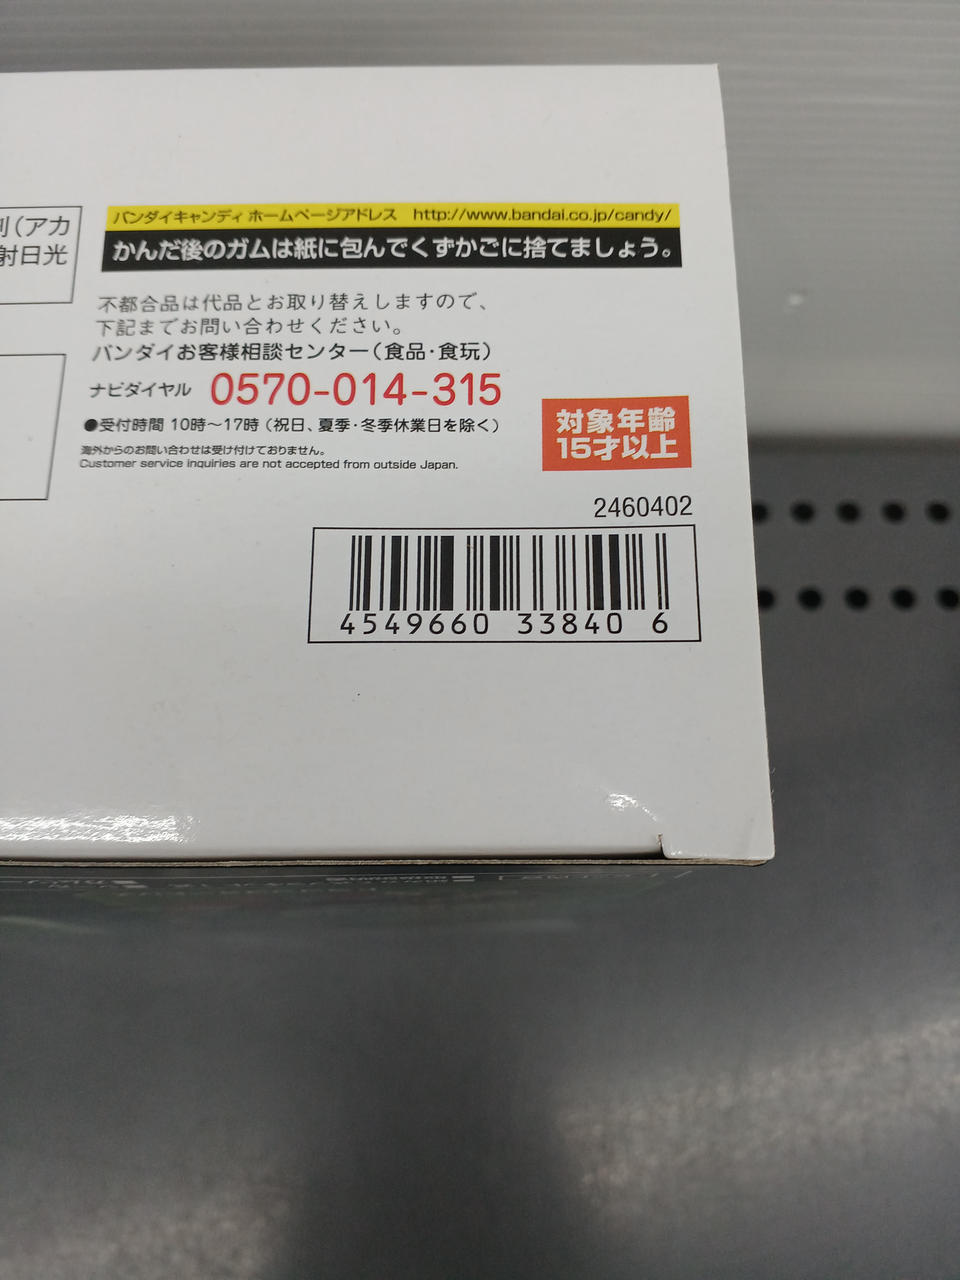 剤(アカ
射日光
バンダイキャンディ ホームページアドレス http://www.bandai.co.jp/candy/
かんだ後のガムは紙に包んでくずかごに捨てましょう。
不都合品は代品とお取り替えしますので、
下記までお問い合わせください。
バンダイお客様相談センター(食品・食玩)
ナビダイヤル 0570-014-315
●受付時間 10時〜17時(祝日、夏季・冬季休業日を除く)
海外からのお問い合わせは受け付けておりません。
Customer service inquiries are not accepted from outside Japan.
対象年齢
15才以上
2460402
4549660 33840 6